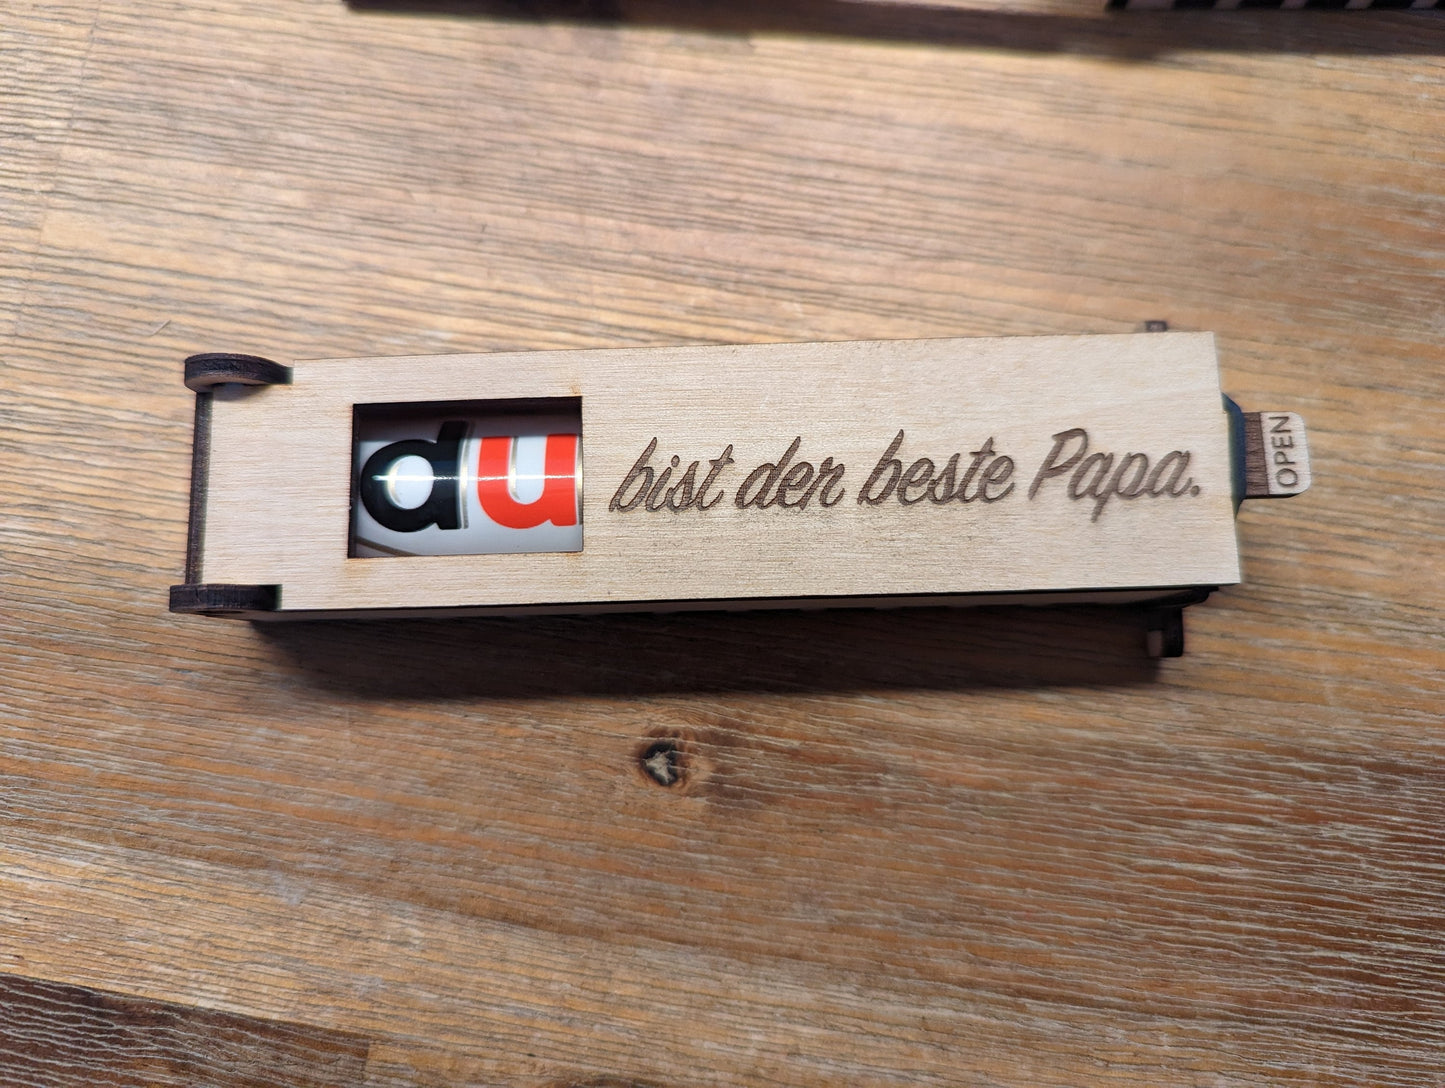 du bist der beste Papa.
OPEN